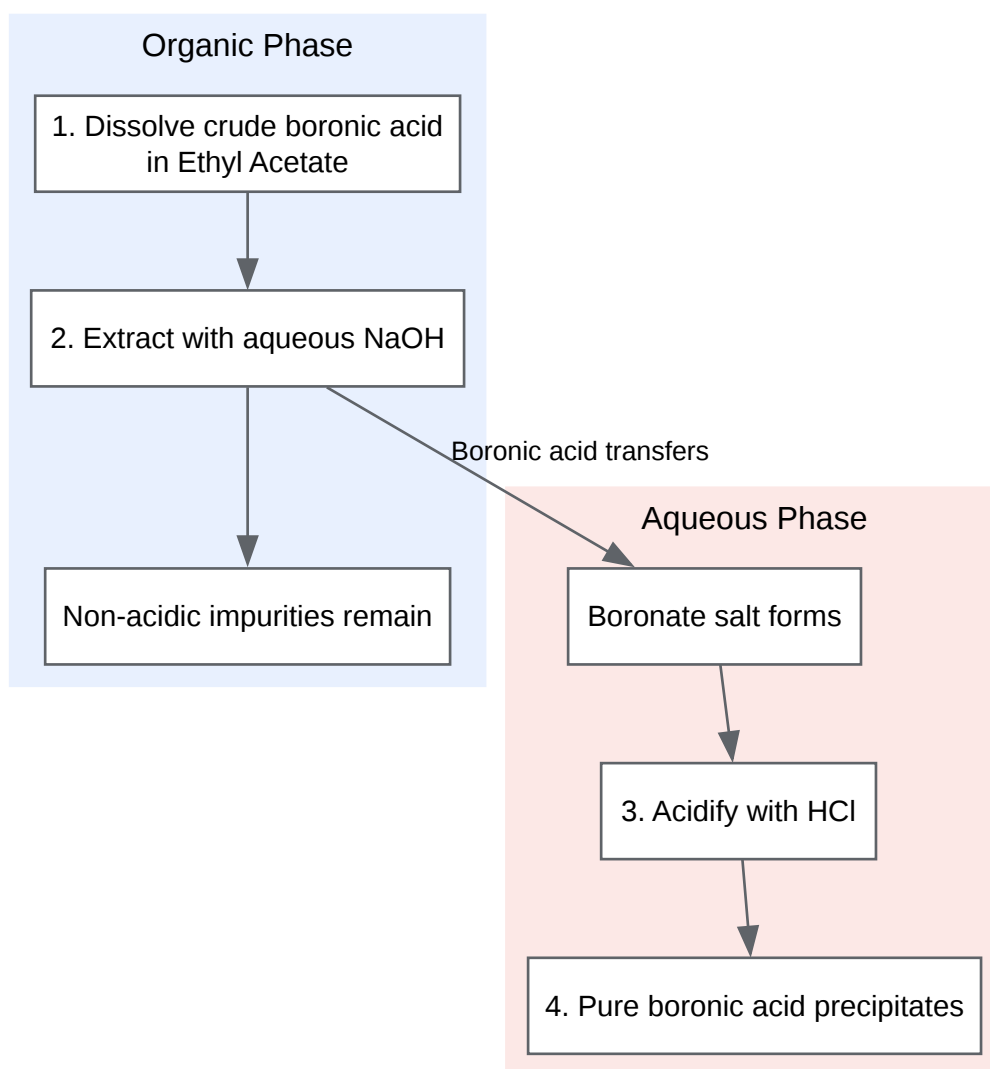 Organic Phase
1. Dissolve crude boronic acid
in Ethyl Acetate
2. Extract with aqueous NaOH
Boronic acid transfers
Non-acidic impurities remain
Aqueous Phase
Boronate salt forms
3. Acidify with HCl
4. Pure boronic acid precipitates